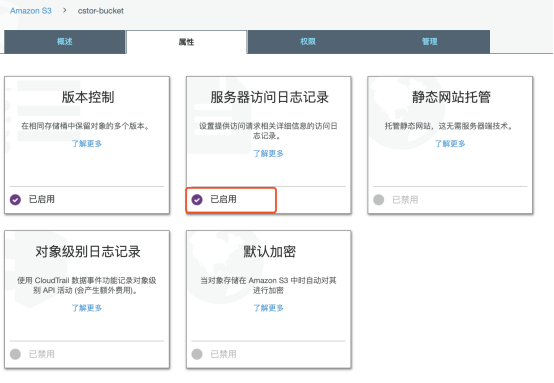 Amazon S3 > cstor-bucket
概述 属性 权限 管理
版本控制
在相同存储桶中保留对象的多个版本。
了解更多
已启用
服务器访问日志记录
设置提供访问请求相关详细信息的访问日
志记录。
了解更多
已启用
静态网站托管
托管静态网站，这无需服务器端技术。
了解更多
已禁用
对象级别日志记录
使用 CloudTrail 数据事件功能记录对象级
别 API 活动 (会产生额外费用)。
了解更多
已禁用
默认加密
当对象存储在 Amazon S3 中时自动对其
进行加密
了解更多
已禁用